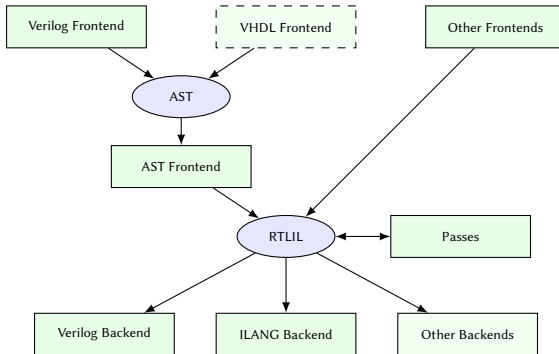 Verilog Frontend
VHDL Frontend
Other Frontends
AST
AST Frontend
RTLIL
Passes
Verilog Backend
ILANG Backend
Other Backends